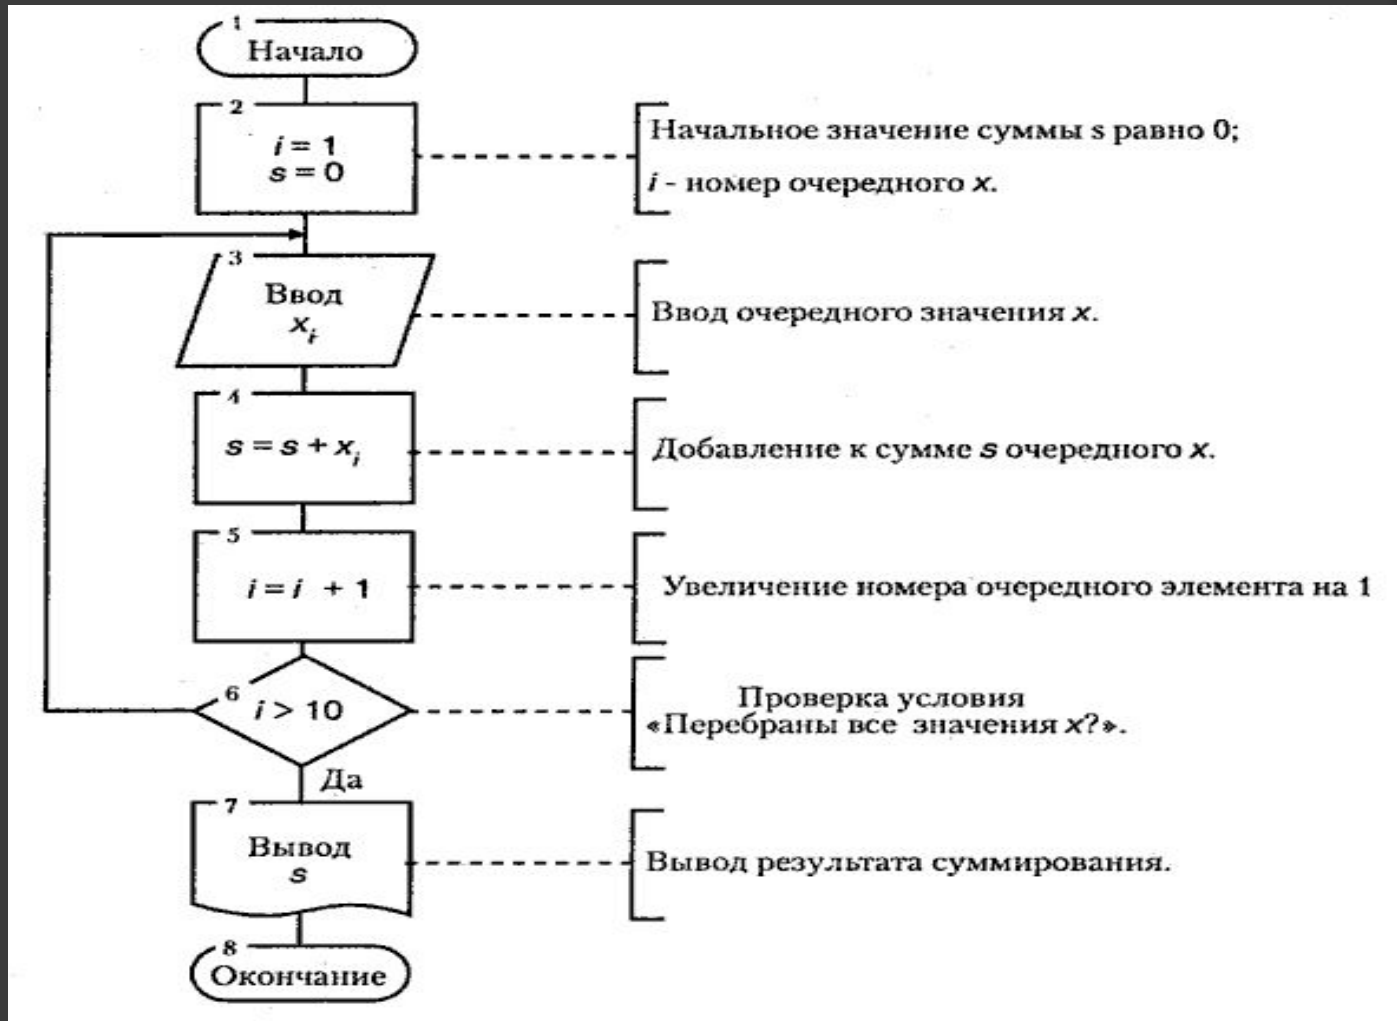 1
Начало
2
i = 1
s = 0
Начальное значение суммы s равно 0;
i - номер очередного x.
3
Ввод
xi
Ввод очередного значения x.
4
s = s + xi
Добавление к сумме s очередного x.
5
i = i + 1
Увеличение номера очередного элемента на 1
6
i > 10
Проверка условия
«Перебраны все значения x?».
Да
7
Вывод
s
Вывод результата суммирования.
8
Окончание